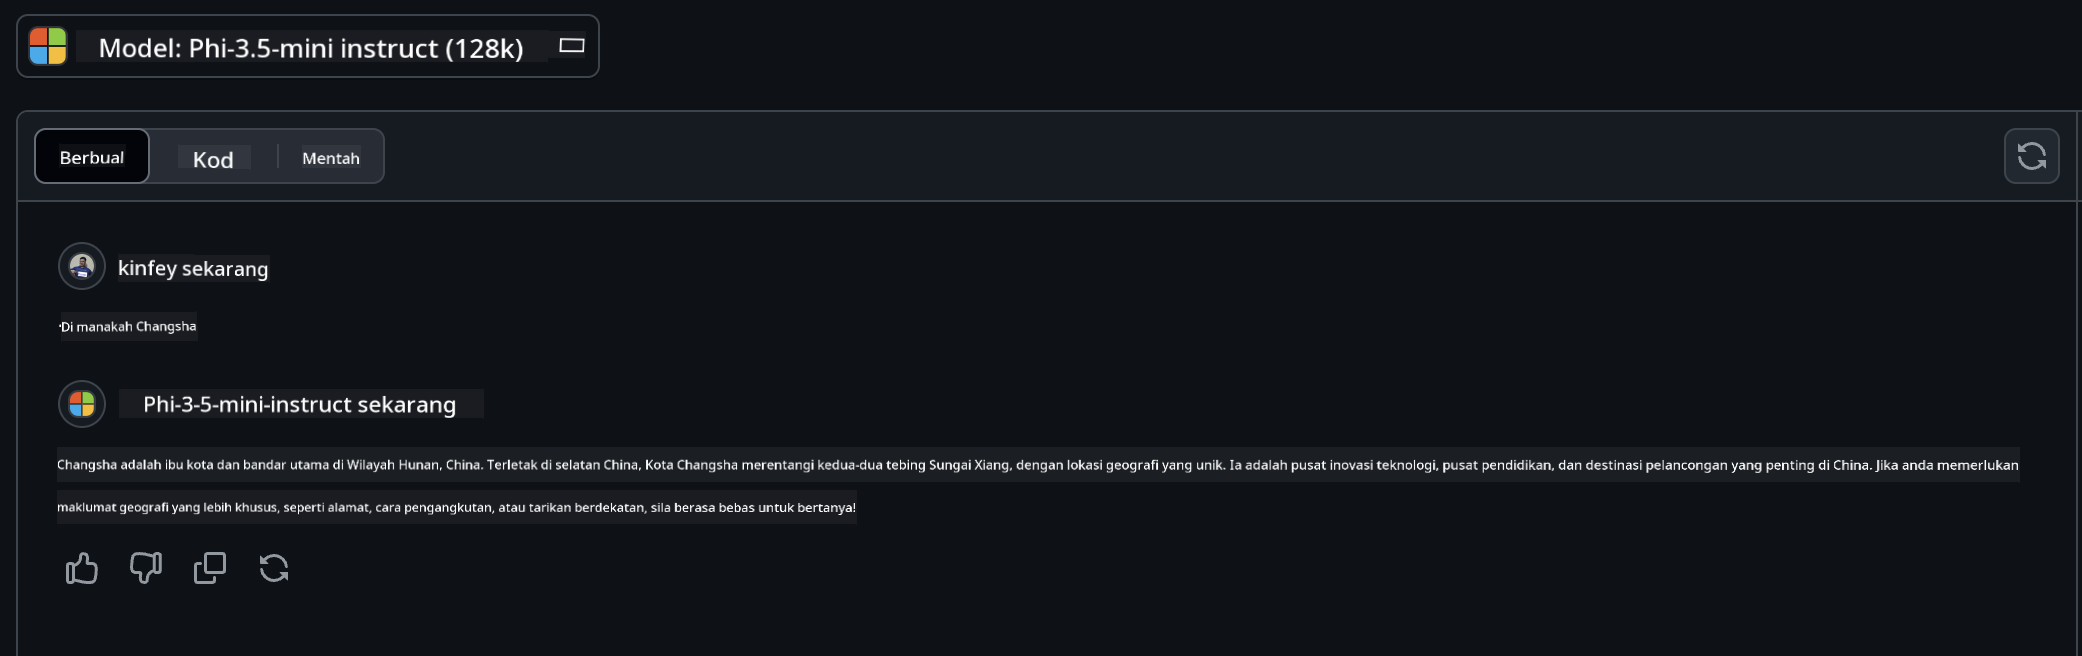 Model: Phi-3.5-mini instruct (128k)
Berbual
Kod
Mentah
kinfey sekarang
Di manakah Changsha
Phi-3-5-mini-instruct sekarang
Changsha adalah ibu kota dan bandar utama di Wilayah Hunan, China. Terletak di selatan China, Kota Changsha merentangi kedua-dua tebing Sungai Xiang, dengan lokasi geografi yang unik. Ia adalah pusat inovasi teknologi, pusat pendidikan, dan destinasi pelancongan yang penting di China. Jika anda memerlukan
maklumat geografi yang lebih khusus, seperti alamat, cara pengangkutan, atau tarikan berdekatan, sila berasa bebas untuk bertanya!